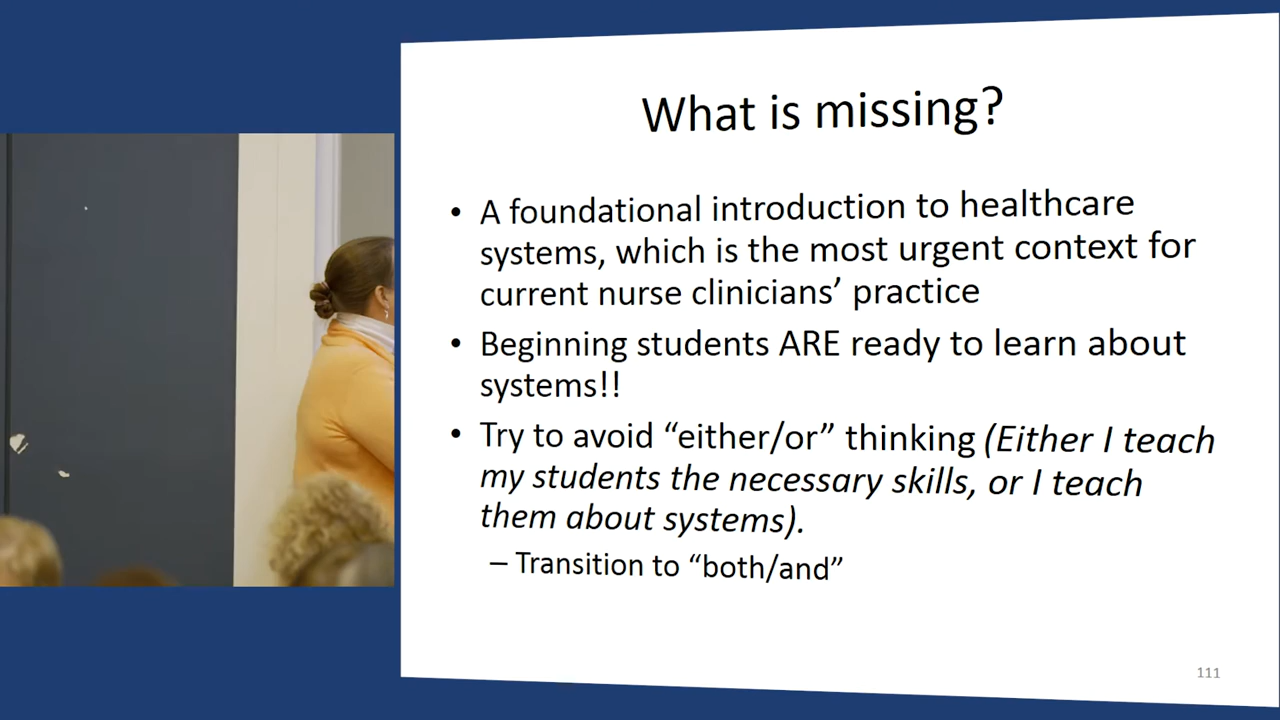 What is missing?
• A foundational introduction to healthcare
systems, which is the most urgent context for
current nurse clinicians’ practice
• Beginning students ARE ready to learn about
systems!!
• Try to avoid “either/or” thinking (Either I teach
my students the necessary skills, or I teach
them about systems).
– Transition to “both/and”
111